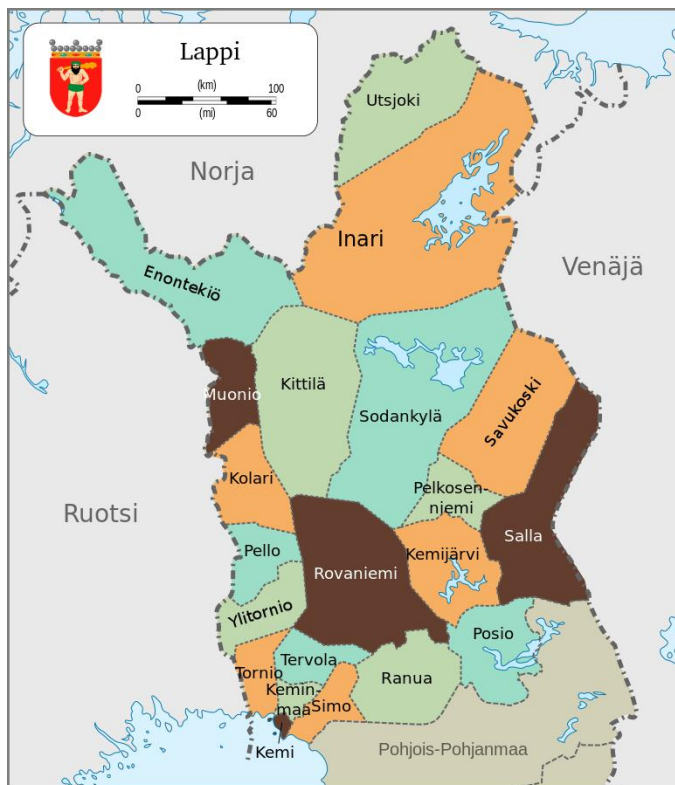 Lappi
0 (km) 100
0 (mi) 60
Utsjoki
Norja
Inari
Venäjä
Enontekiö
Muonio
Kittilä
Savukoski
Sodankylä
Kolari
Pelkosen-
niemi
Ruotsi
Salla
Pello
Kemijärvi
Rovaniemi
Ylitornio
Posio
Tervola
Tornio
Ranua
Kemin-
maa
Simo
Kemi
Pohjois-Pohjanmaa